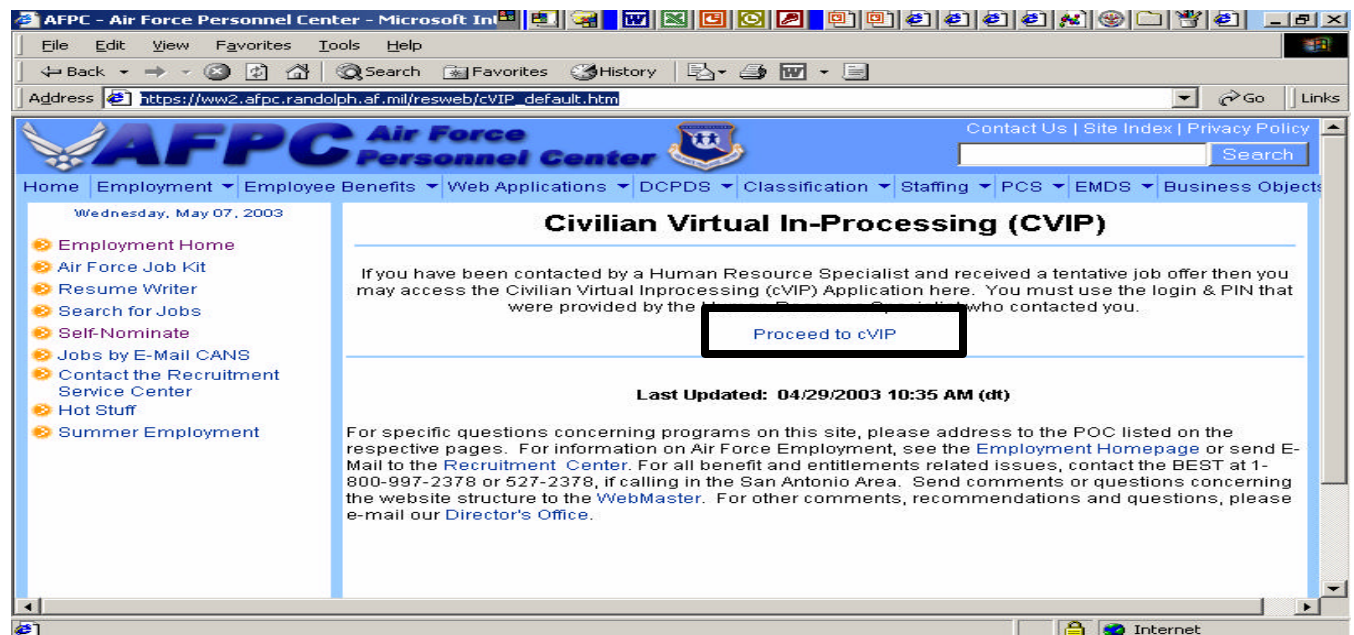 AFPC - Air Force Personnel Center - Microsoft Int
File Edit View Favorites Tools Help
Back Search Favorites History
Address https://ww2.afpc.randolph.af.mil/resweb/cVIP_default.htm Go Links
AFPC Air Force Personnel Center
Contact Us | Site Index | Privacy Policy
Search
Home Employment Employee Benefits Web Applications DCPDS Classification Staffing PCS EMDS Business Objects
Wednesday, May 07, 2003
Employment Home
Air Force Job Kit
Resume Writer
Search for Jobs
Self-Nominate
Jobs by E-Mail CANS
Contact the Recruitment
Service Center
Hot Stuff
Summer Employment
Civilian Virtual In-Processing (CVIP)
If you have been contacted by a Human Resource Specialist and received a tentative job offer then you
may access the Civilian Virtual Inprocessing (cVIP) Application here. You must use the login & PIN that
were provided by the Human Resource Specialist who contacted you.
Proceed to cVIP
Last Updated: 04/29/2003 10:35 AM (dt)
For specific questions concerning programs on this site, please address to the POC listed on the
respective pages. For information on Air Force Employment, see the Employment Homepage or send E-
Mail to the Recruitment Center. For all benefit and entitlements related issues, contact the BEST at 1-
800-997-2378 or 527-2378, if calling in the San Antonio Area. Send comments or questions concerning
the website structure to the WebMaster. For other comments, recommendations and questions, please
e-mail our Director's Office.
Internet